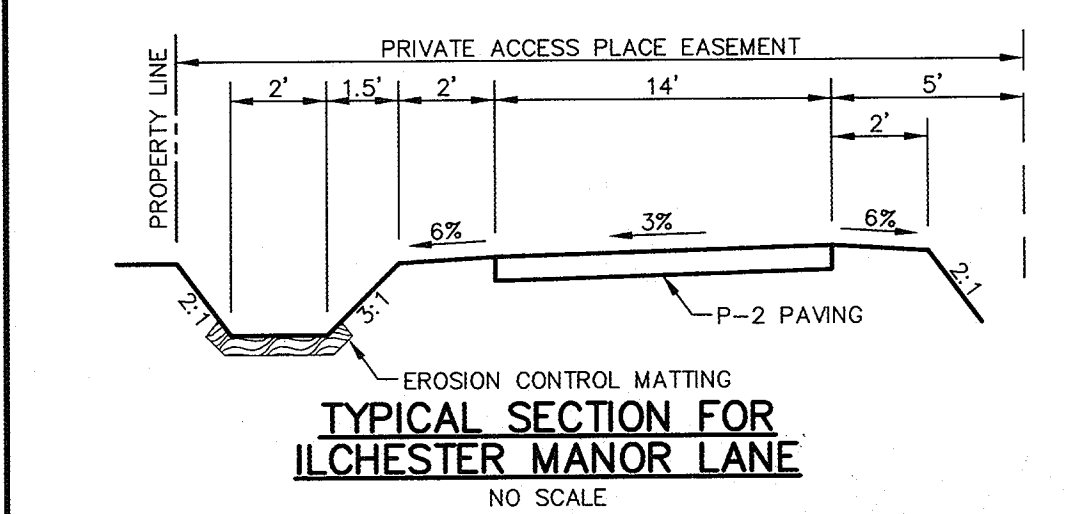 PRIVATE ACCESS PLACE EASEMENT
PROPERTY LINE
2' 1.5' 2' 14' 5'
2'
6% 3% 6%
2:1 3:1 2:1
P-2 PAVING
EROSION CONTROL MATTING
TYPICAL SECTION FOR
ILCHESTER MANOR LANE
NO SCALE